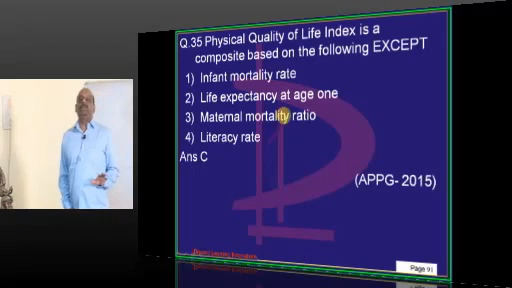 Q.35 Physical Quality of Life Index is a
composite based on the following EXCEPT
1) Infant mortality rate
2) Life expectancy at age one
3) Maternal mortality ratio
4) Literacy rate
Ans C
(APPG- 2015)
Page 91